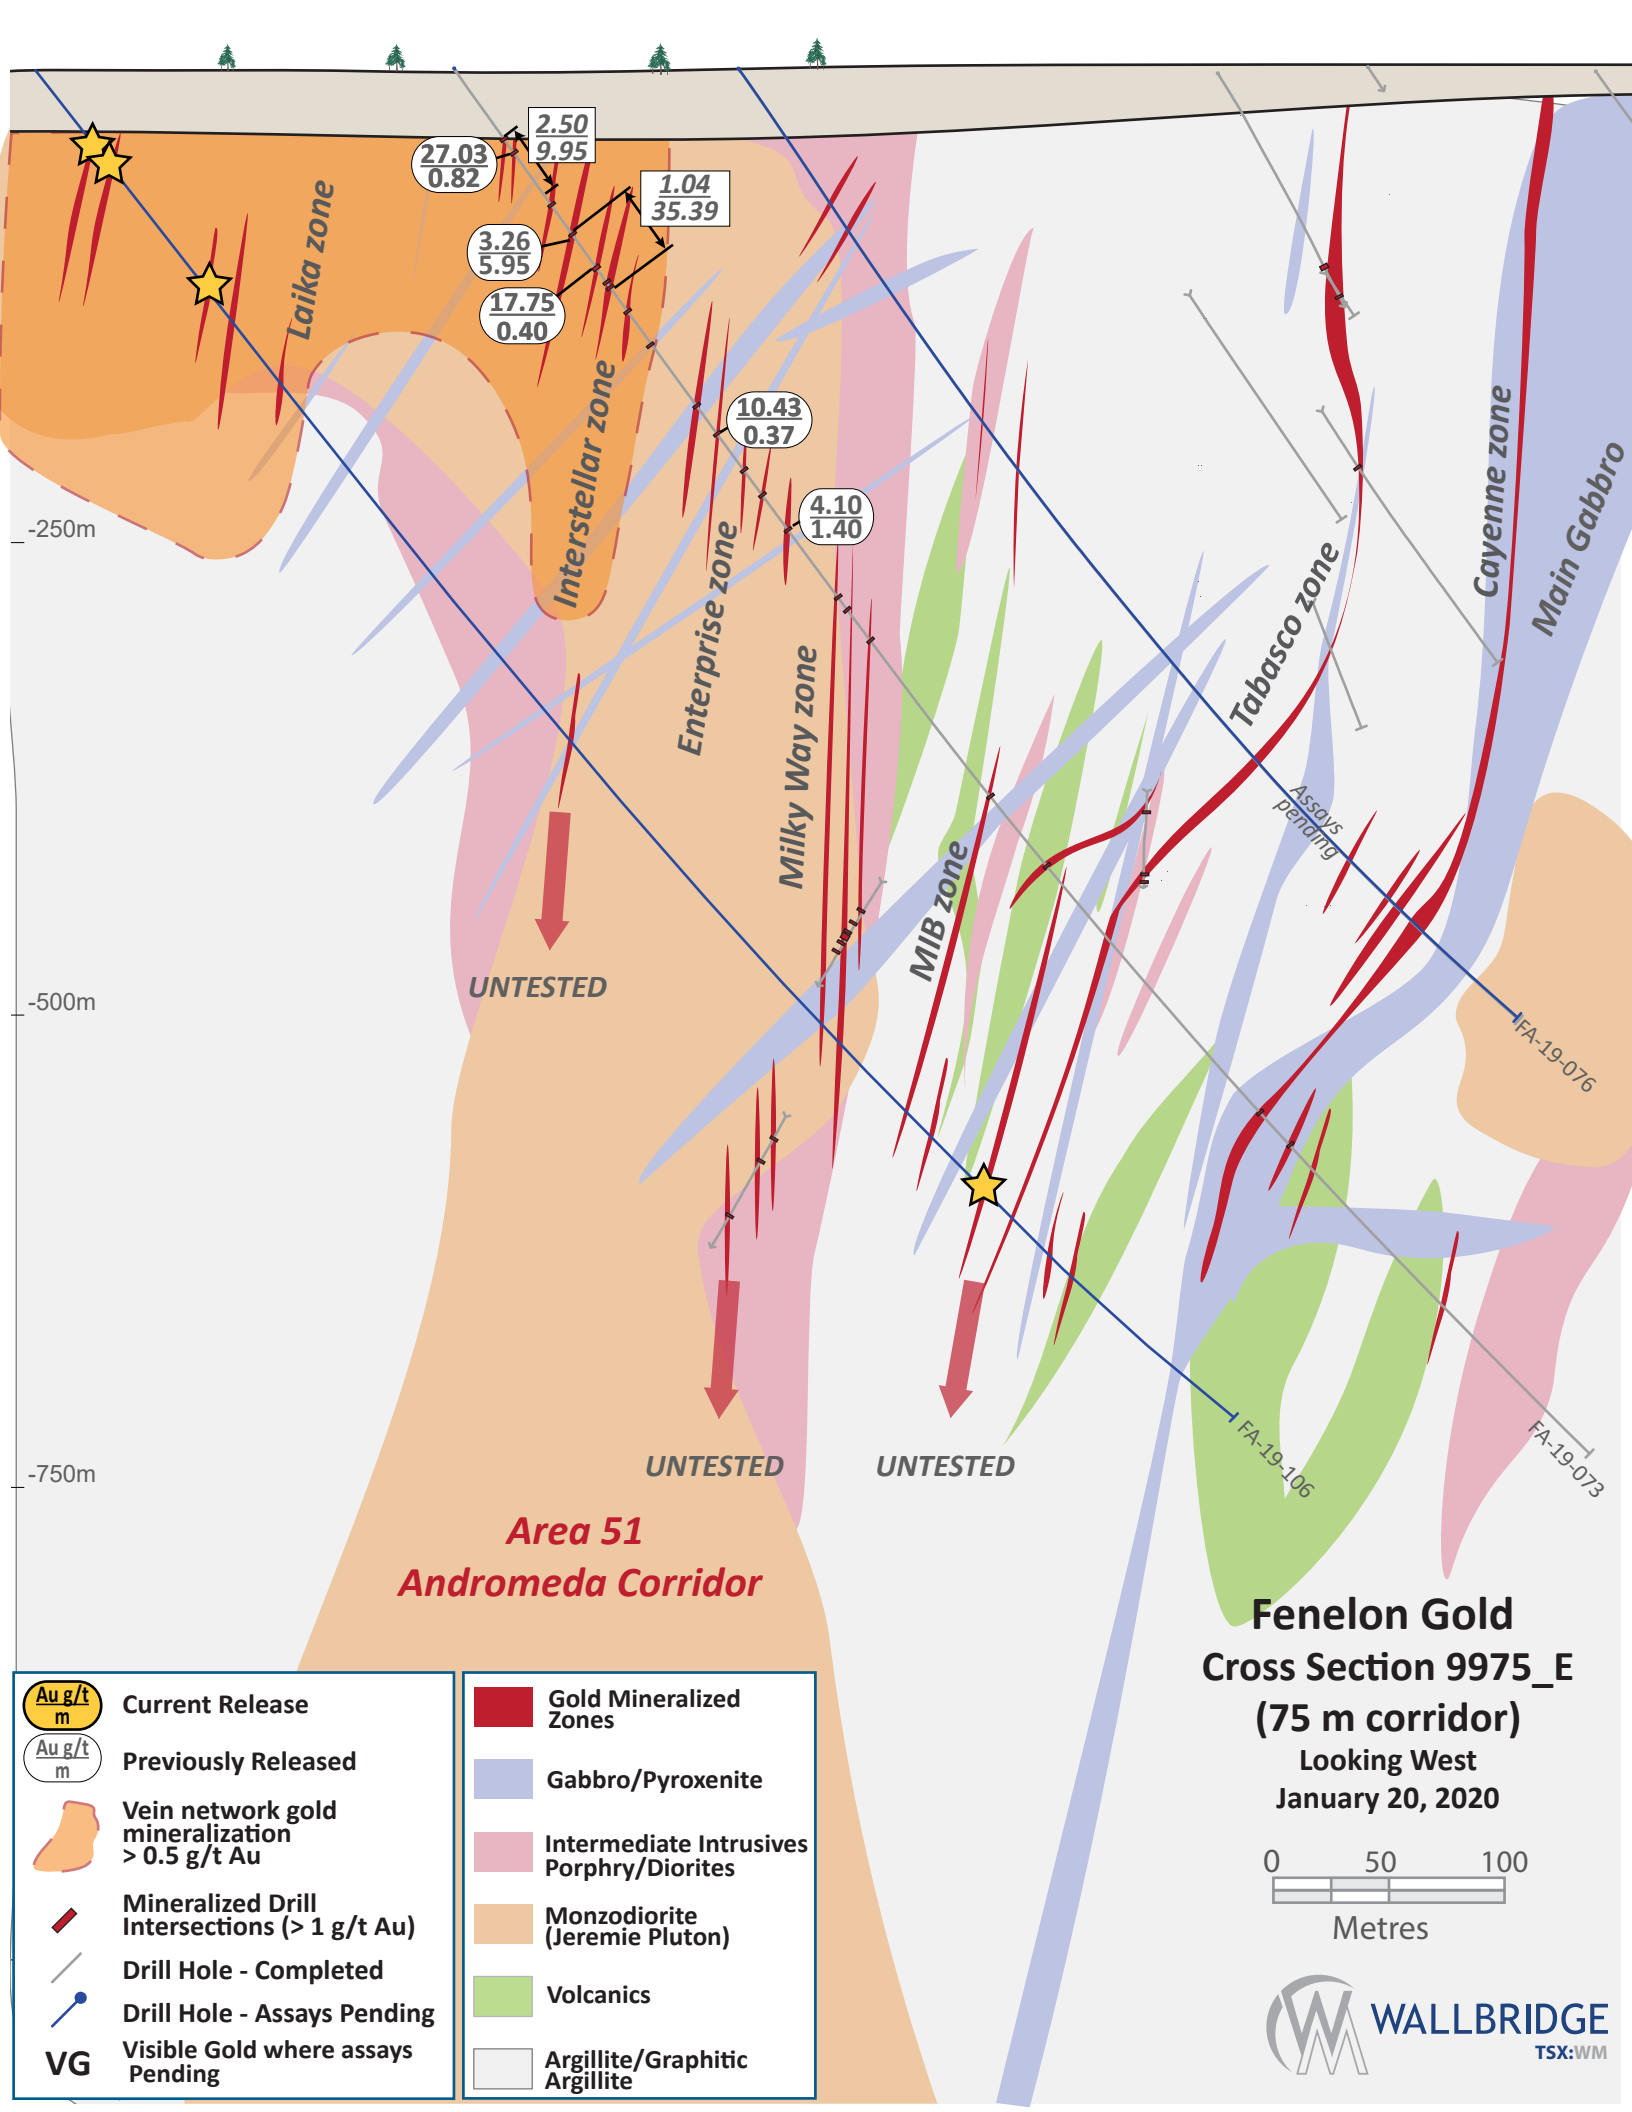 2.50
9.95
27.03
0.82
1.04
35.39
3.26
5.95
17.75
0.40
Laika zone
Interstellar zone
10.43
0.37
4.10
1.40
Enterprise zone
Milky Way zone
MIB zone
Tabasco zone
Cayenne zone
Main Gabbro
-250m
-500m
-750m
Assays
pending
UNTESTED
UNTESTED
UNTESTED
FA-19-076
FA-19-106
FA-19-073
Area 51
Andromeda Corridor
Fenelon Gold
Cross Section 9975_E
(75 m corridor)
Looking West
January 20, 2020
0 50 100
Metres
WALLBRIDGE
TSX:WM
Au g/t
m
Current Release
Au g/t
m
Previously Released
Vein network gold
mineralization
> 0.5 g/t Au
Mineralized Drill
Intersections (> 1 g/t Au)
Drill Hole - Completed
Drill Hole - Assays Pending
VG
Visible Gold where assays
Pending
Gold Mineralized
Zones
Gabbro/Pyroxenite
Intermediate Intrusives
Porphry/Diorites
Monzodiorite
(Jeremie Pluton)
Volcanics
Argillite/Graphitic
Argillite